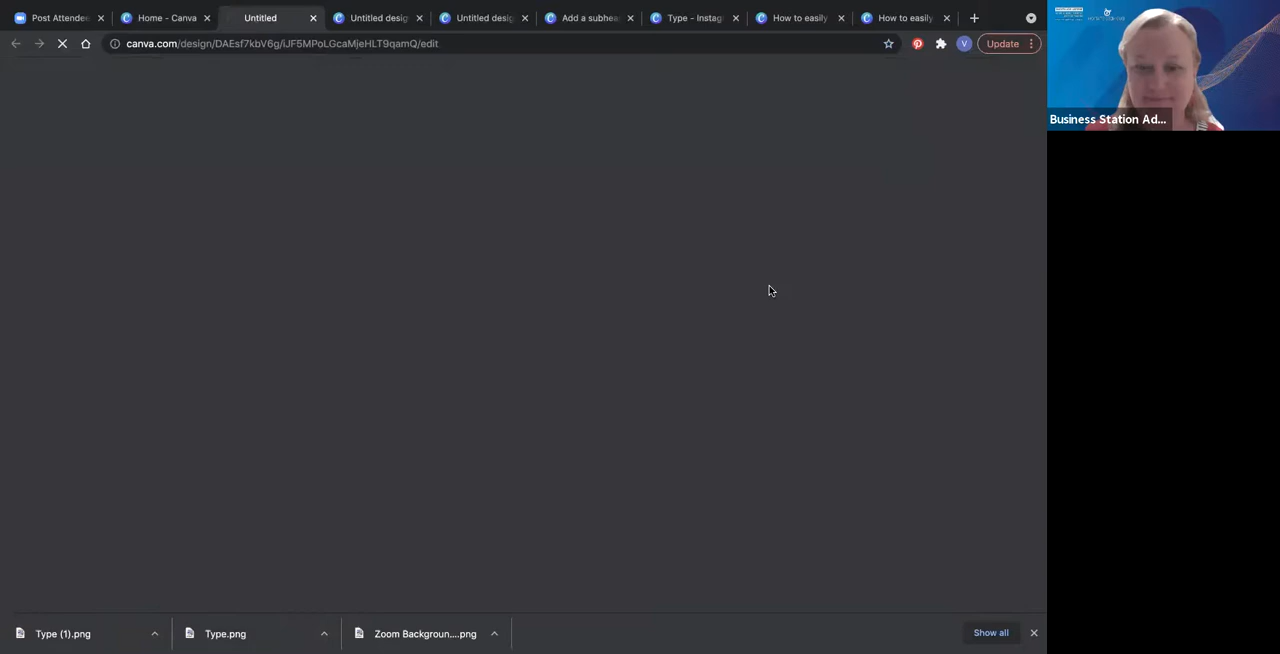 Post Attende
Home - Canva
Untitled
Untitled desig
Untitled desig
Add a subhea
Type - Instag
How to easily
How to easily
canva.com/design/DAEsf7kbV6g/iJF5MPoLGcaMjeHLT9qamQ/edit
V
Update
Business Station Ad...
Type (1).png
Type.png
Zoom Backgroun....png
Show all